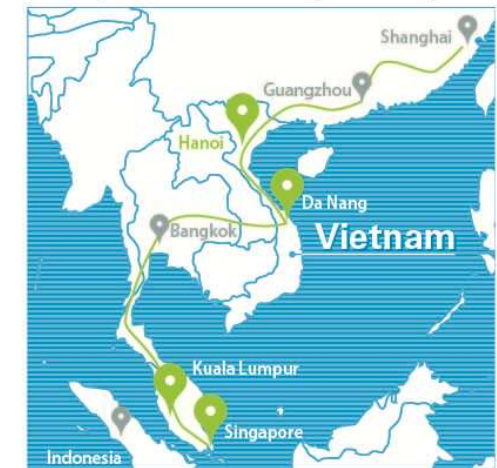 Shanghai
Guangzhou
Hanoi
Da Nang
Bangkok
Vietnam
Kuala Lumpur
Singapore
Indonesia